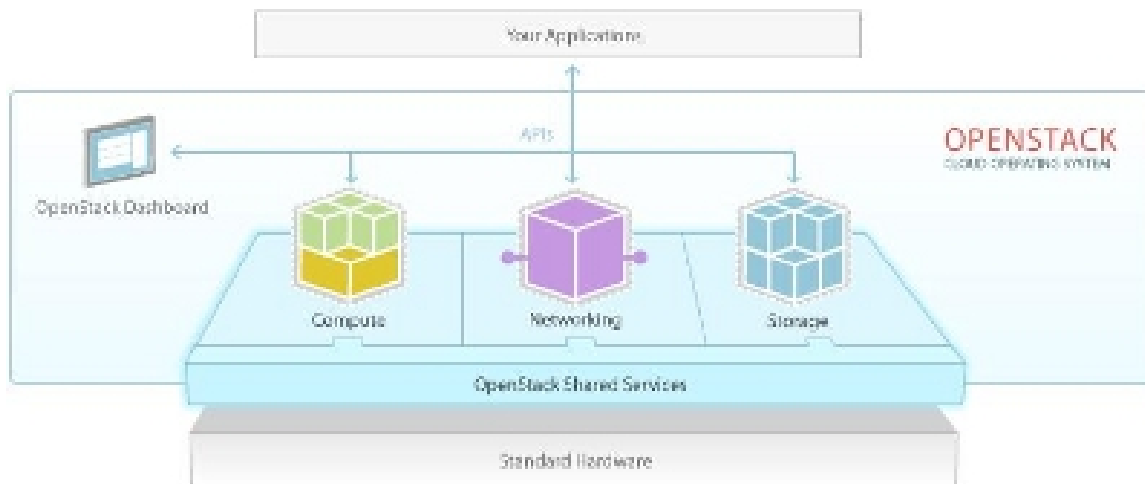 Your Applications
APIs
OPENSTACK
CLOUD OPERATING SYSTEM
OpenStack Dashboard
Compute
Networking
Storage
OpenStack Shared Services
Standard Hardware